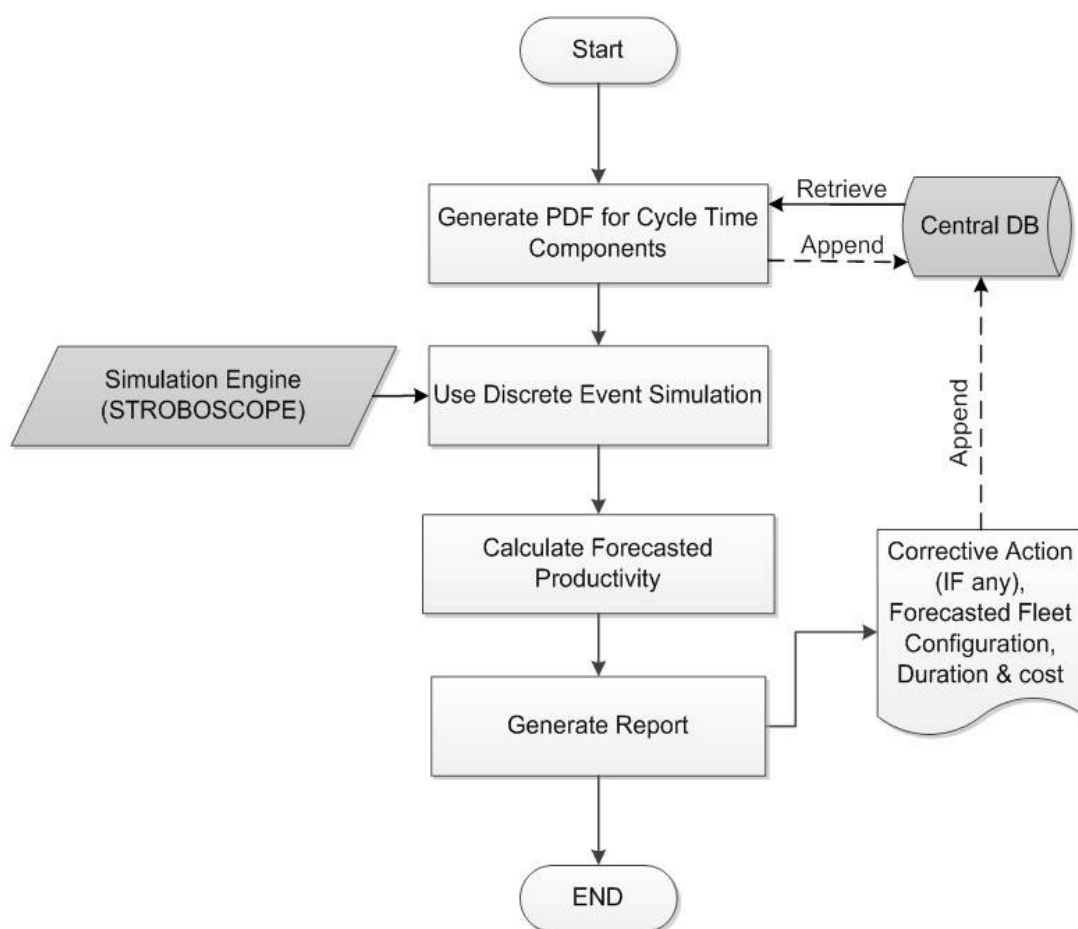 Start
Generate PDF for Cycle Time
Components
Retrieve
Append
Central DB
Simulation Engine
(STROBOSCOPE)
Use Discrete Event Simulation
Append
Calculate Forecasted
Productivity
Corrective Action
(IF any),
Forecasted Fleet
Configuration,
Duration & cost
Generate Report
END